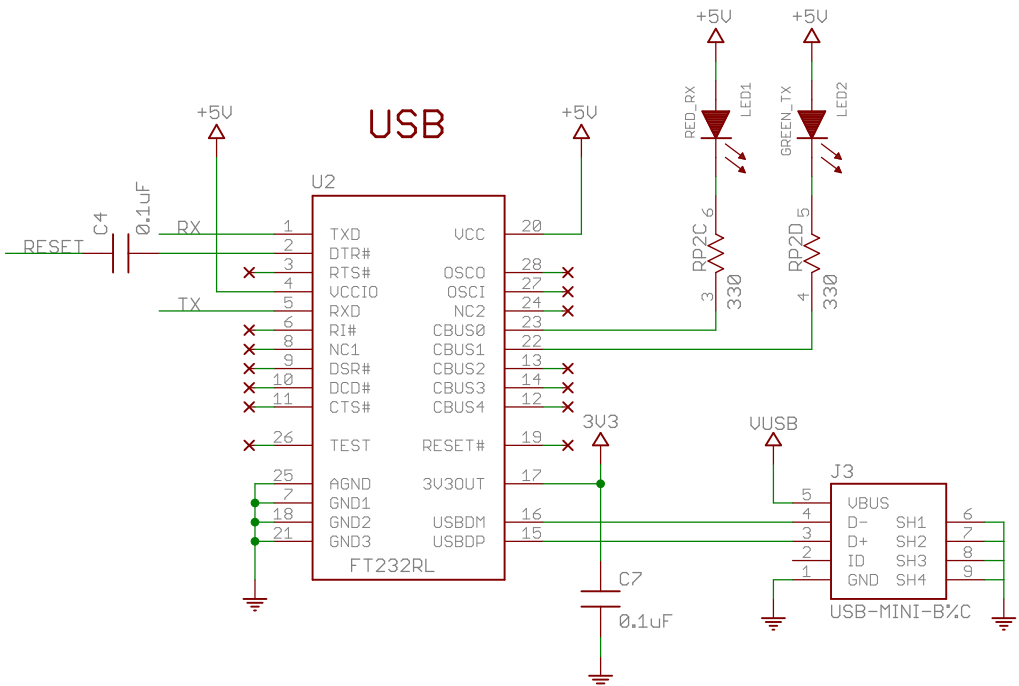 +5V
+5V
RED_RX
LED1
GREEN_TX
LED2
+5V
USB
+5V
U2
C4
0.1uF
RX
RESET
TX
1 TXD
2 DTR#
3 RTS#
4 VCCIO
5 RXD
6 RI#
8 NC1
9 DSR#
10 DCD#
11 CTS#
26 TEST
25 AGND
7 GND1
18 GND2
21 GND3
VCC 20
OSCO 28
OSCI 27
NC2 24
CBUS0 23
CBUS1 22
CBUS2 13
CBUS3 14
CBUS4 12
RESET# 19
3V3OUT 17
USBDM 16
USBDP 15
FT232RL
6
RP2C
330
3
5
RP2D
330
4
3V3
C7
0.1uF
VUSB
J3
5 VBUS
4 D-
3 D+
2 ID
1 GND
SH1 6
SH2 7
SH3 8
SH4 9
USB-MINI-B%C